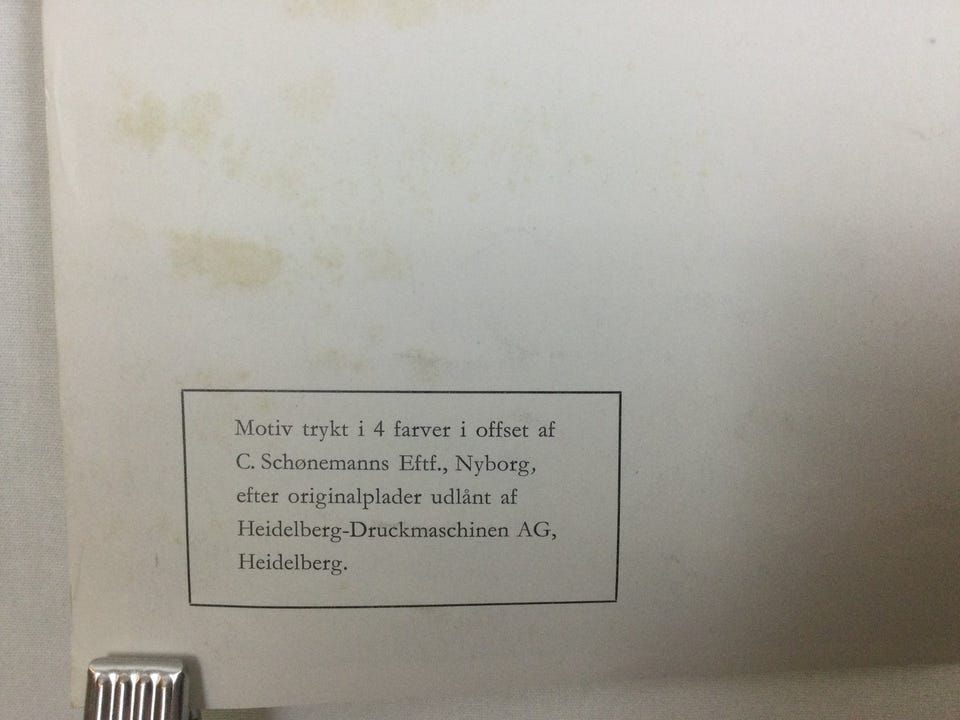 Motiv trykt i 4 farver i offset af
C. Schønemanns Eftf., Nyborg,
efter originalplader udlånt af
Heidelberg-Druckmaschinen AG,
Heidelberg.